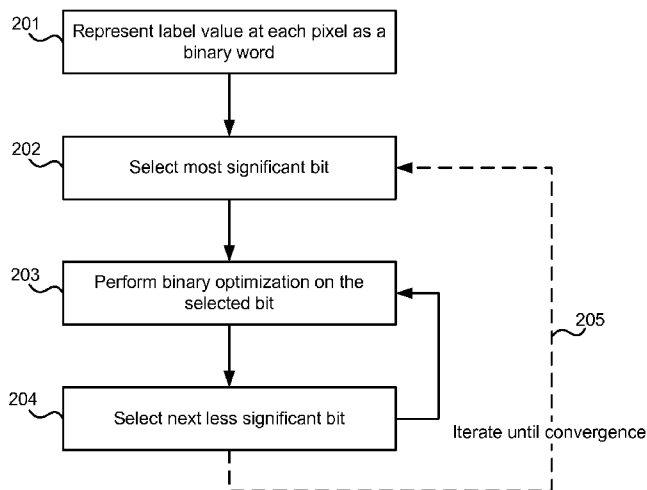 201
Represent label value at each pixel as a
binary word
202
Select most significant bit
203
Perform binary optimization on the
selected bit
205
204
Select next less significant bit
Iterate until convergence